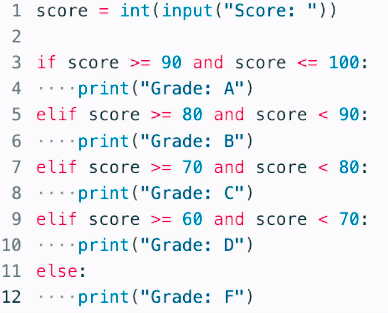 1 score = int(input("Score: "))
2
3 if score >= 90 and score <= 100:
4 ····print("Grade: A")
5 elif score >= 80 and score < 90:
6 ····print("Grade: B")
7 elif score >= 70 and score < 80:
8 ····print("Grade: C")
9 elif score >= 60 and score < 70:
10 ····print("Grade: D")
11 else:
12 ····print("Grade: F")